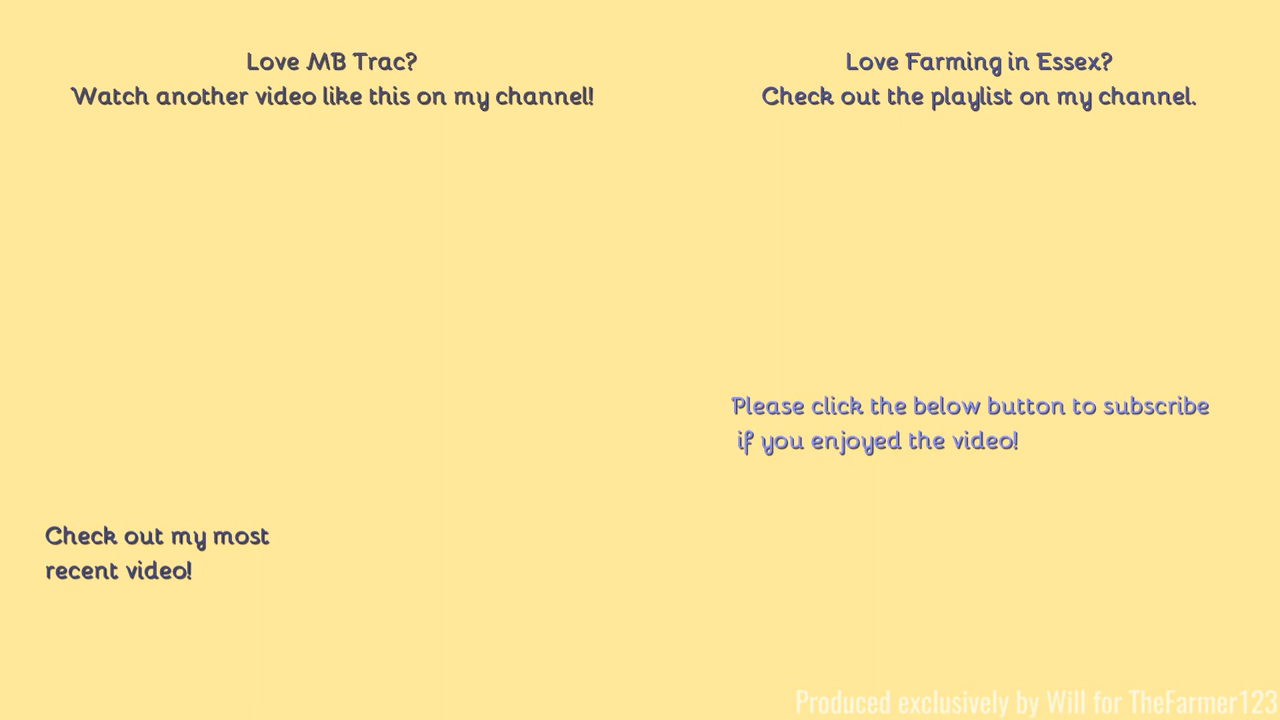 Love MB Trac?
Watch another video like this on my channel!
Love Farming in Essex?
Check out the playlist on my channel.
Please click the below button to subscribe
if you enjoyed the video!
Check out my most
recent video!
Produced exclusively by Will for TheFarmer123